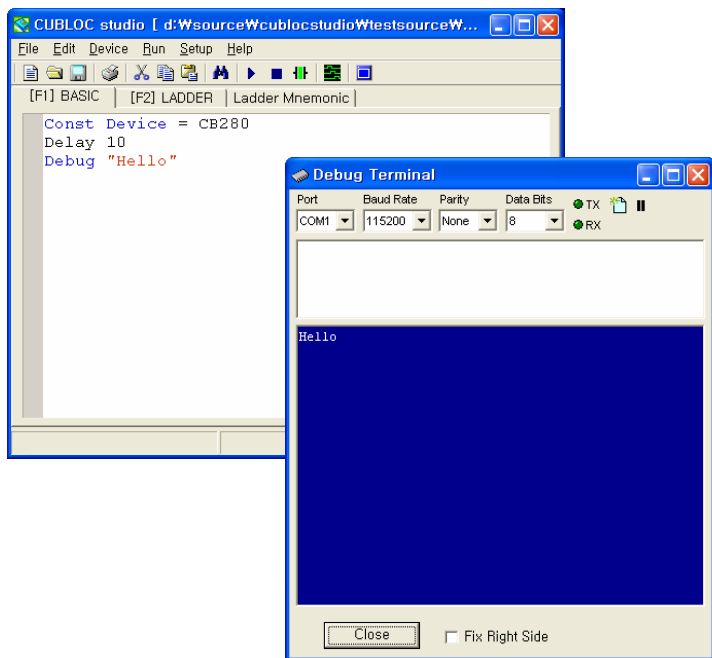 CUBLOC studio [ d:₩source₩cublocstudio₩testsource₩...
File Edit Device Run Setup Help
[F1] BASIC [F2] LADDER Ladder Mnemonic
Const Device = CB280
Delay 10
Debug "Hello"
Debug Terminal
Port Baud Rate Parity Data Bits
COM1 115200 None 8
TX
RX
Hello
Close Fix Right Side